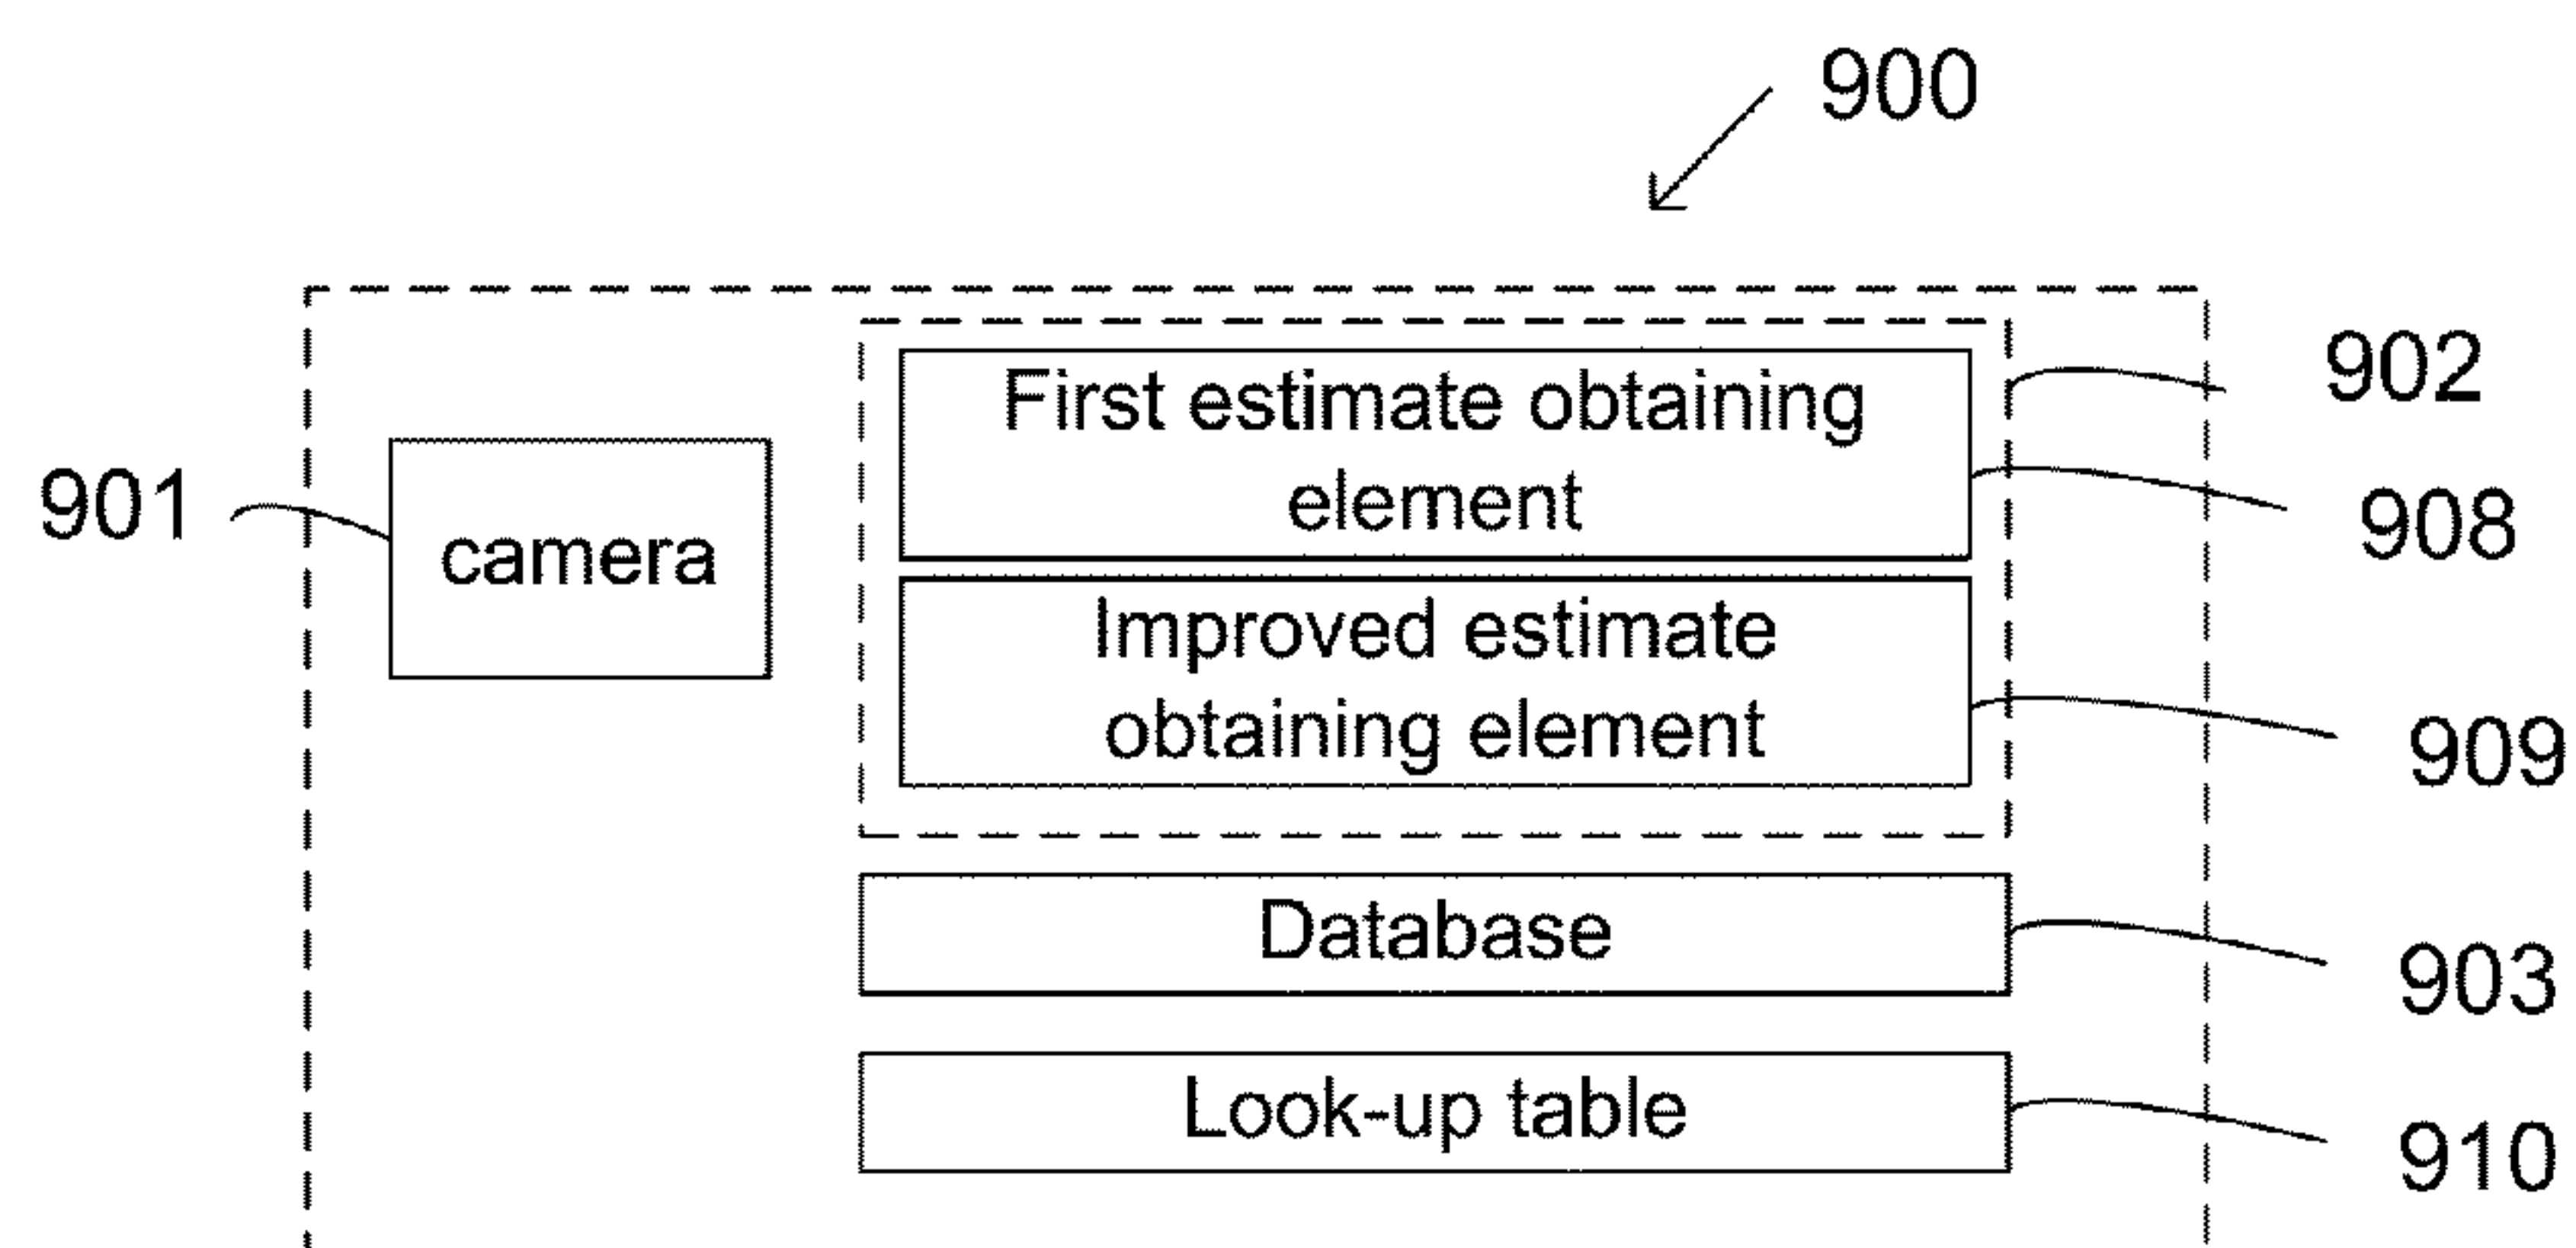 900
902
First estimate obtaining
element
901
camera
908
Improved estimate
obtaining element
909
Database
903
Look-up table
910